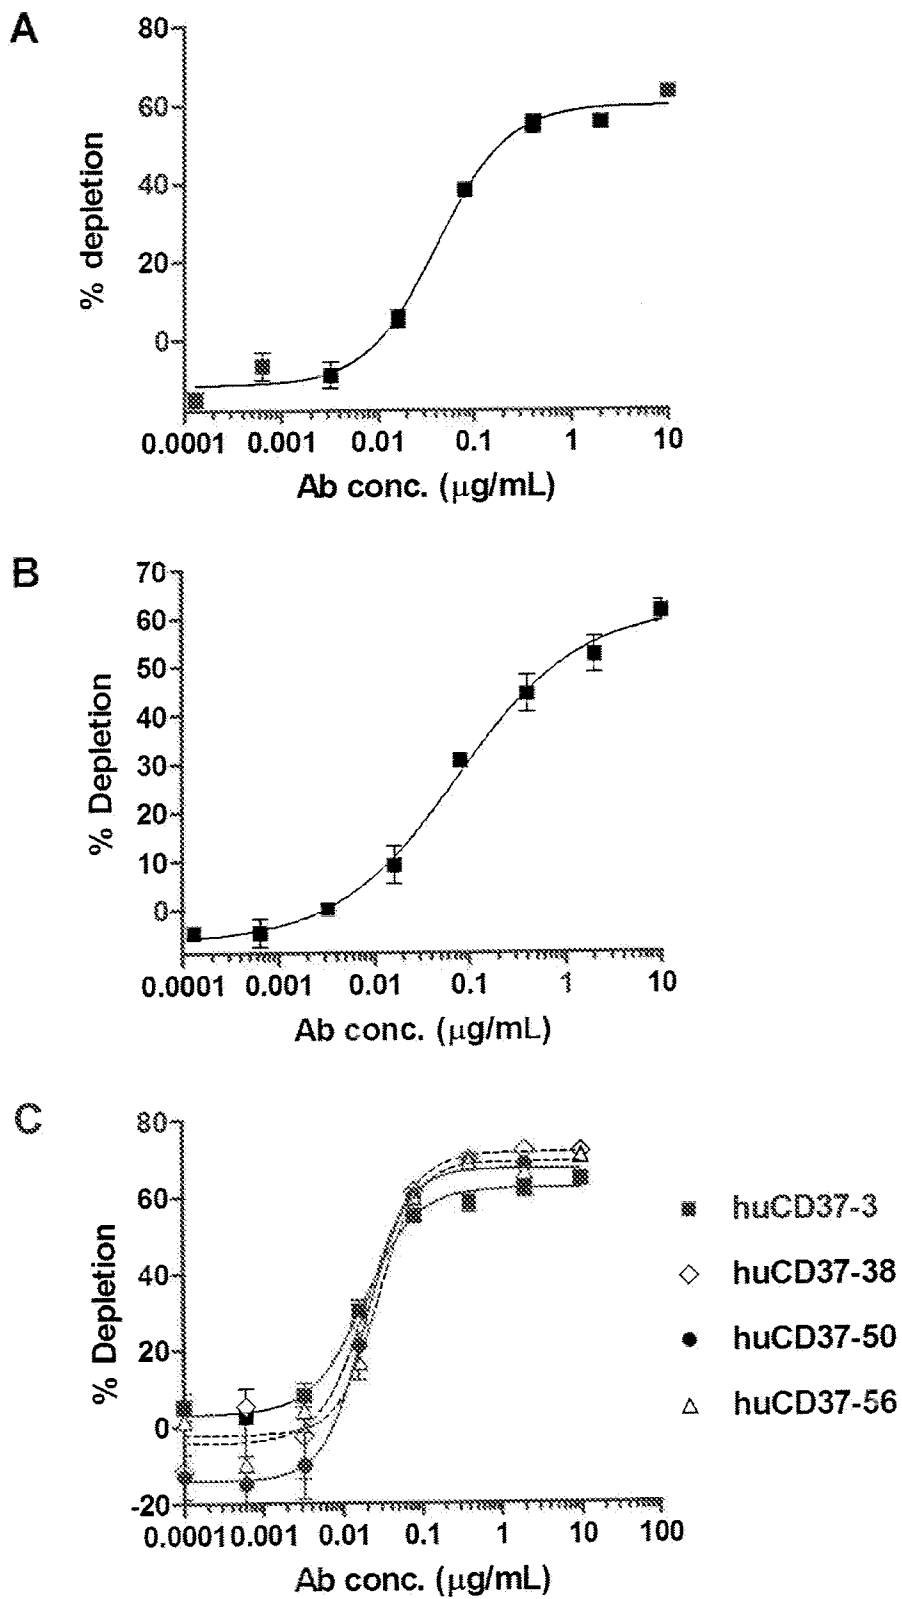 A
80
60
40
20
0
% depletion
0.0001 0.001 0.01 0.1 1 10
Ab conc. (μg/mL)
B
70
60
50
40
30
20
10
0
% Depletion
0.0001 0.001 0.01 0.1 1 10
Ab conc. (μg/mL)
C
80
60
40
20
0
-20
% Depletion
0.0001 0.001 0.01 0.1 1 10 100
Ab conc. (μg/mL)
huCD37-3
huCD37-38
huCD37-50
huCD37-56